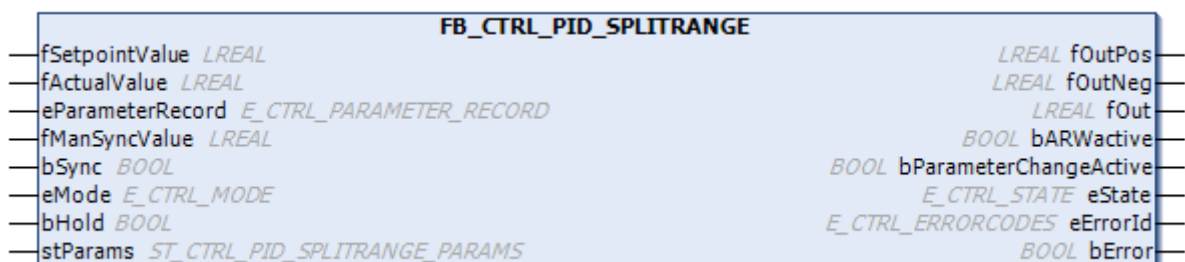 FB_CTRL_PID_SPLITRANGE
fSetpointValue LREAL LREAL fOutPos
fActualValue LREAL LREAL fOutNeg
eParameterRecord E_CTRL_PARAMETER_RECORD LREAL fOut
fManSyncValue LREAL BOOL bARWactive
bSync BOOL BOOL bParameterChangeActive
eMode E_CTRL_MODE E_CTRL_STATE eState
bHold BOOL E_CTRL_ERRORCODES eErrorId
stParams ST_CTRL_PID_SPLITRANGE_PARAMS BOOL bError